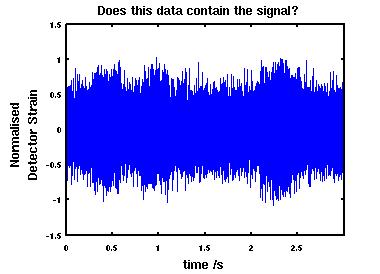 Does this data contain the signal?
1.5
1
0.5
0
-0.5
-1
-1.5
Normalised
Detector Strain
0 0.5 1 1.5 2 2.5
time /s